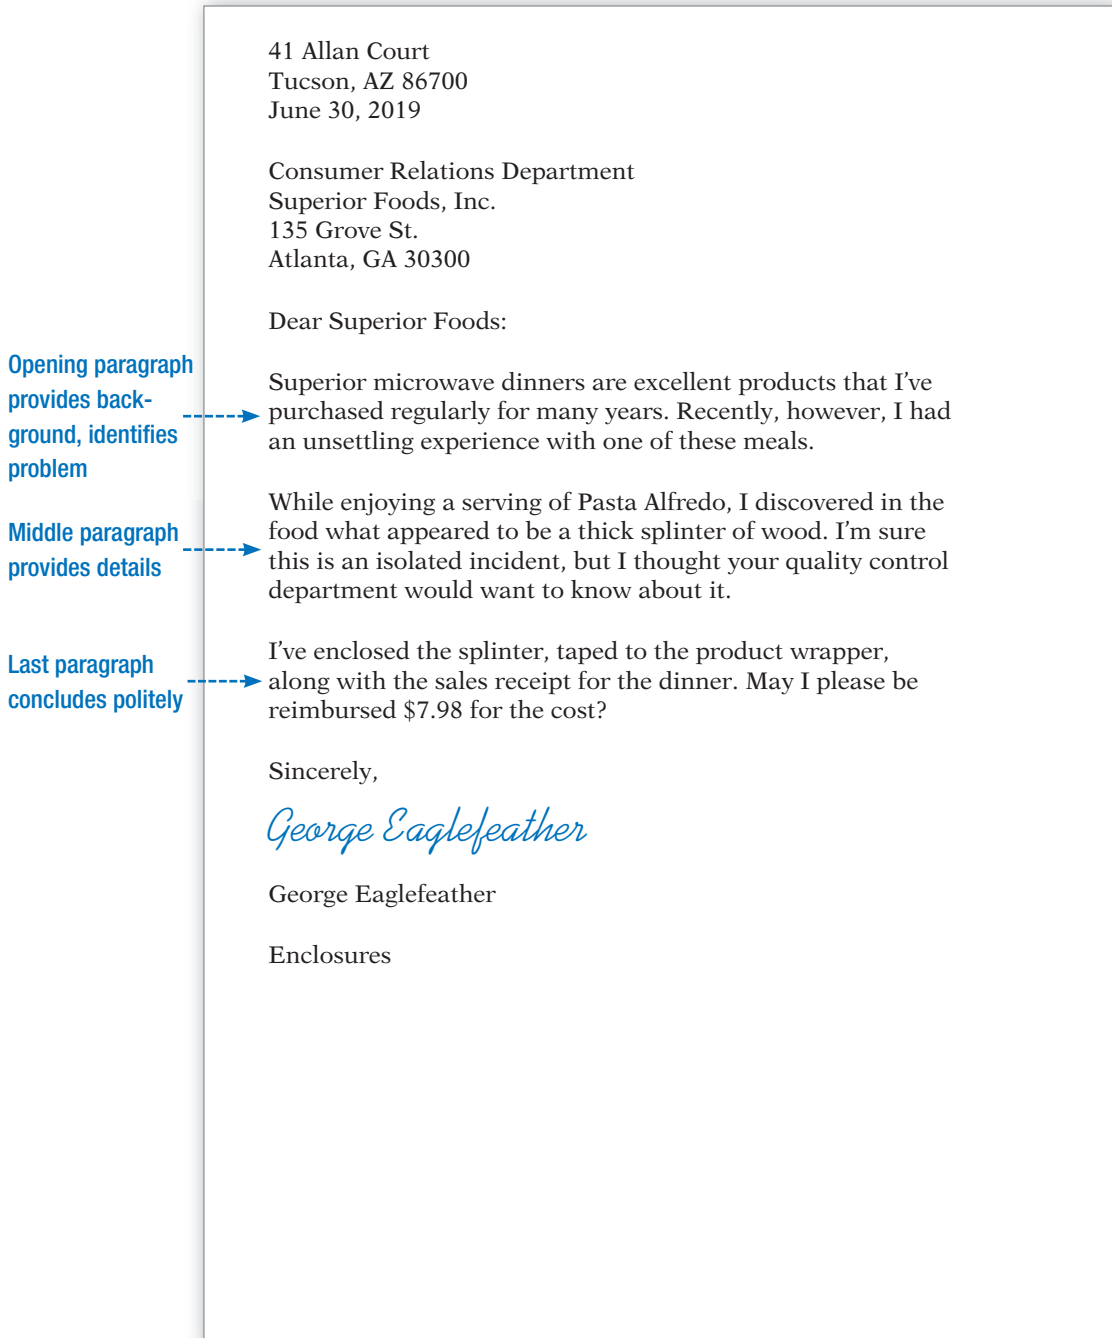 41 Allan Court
Tucson, AZ 86700
June 30, 2019
Consumer Relations Department
Superior Foods, Inc.
135 Grove St.
Atlanta, GA 30300
Dear Superior Foods:
Opening paragraph
provides back-
ground, identifies
problem
Superior microwave dinners are excellent products that I've
purchased regularly for many years. Recently, however, I had
an unsettling experience with one of these meals.
Middle paragraph
provides details
While enjoying a serving of Pasta Alfredo, I discovered in the
food what appeared to be a thick splinter of wood. I'm sure
this is an isolated incident, but I thought your quality control
department would want to know about it.
Last paragraph
concludes politely
I've enclosed the splinter, taped to the product wrapper,
along with the sales receipt for the dinner. May I please be
reimbursed $7.98 for the cost?
Sincerely,
George Eaglefeather
George Eaglefeather
Enclosures